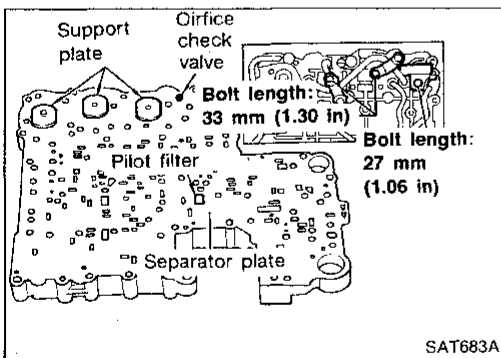 Support
plate
Oirfice
check
valve
Bolt length:
33 mm (1.30 in)
Bolt length:
27 mm
(1.06 in)
Pilot filter
Separator plate
SAT683A